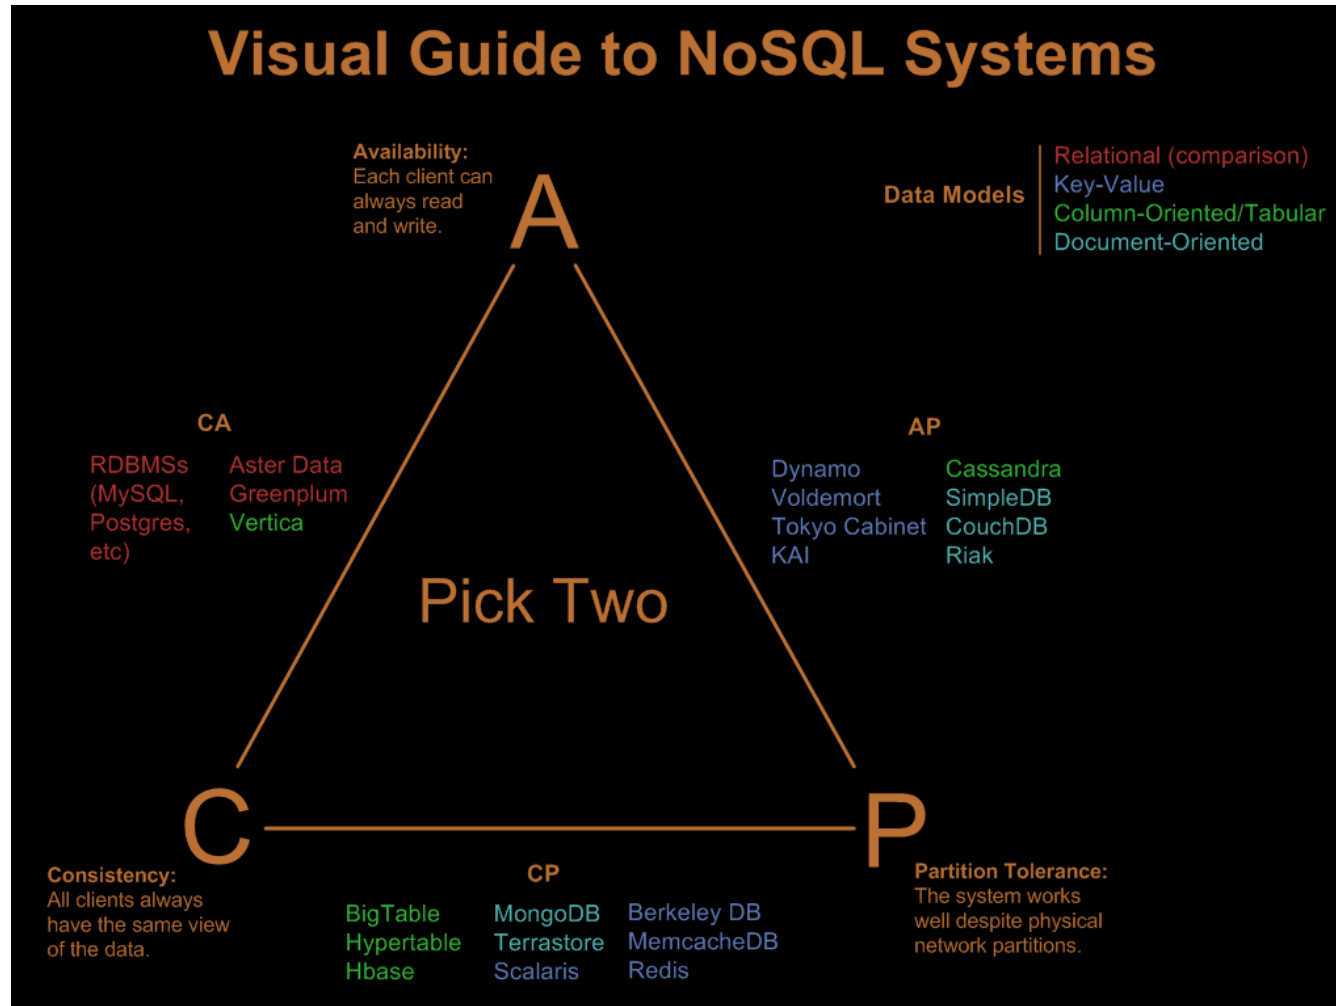 Visual Guide to NoSQL Systems
Availability:
Each client can
always read
and write.
A
Data Models
Relational (comparison)
Key-Value
Column-Oriented/Tabular
Document-Oriented
CA
RDBMSs
(MySQL,
Postgres,
etc)
Aster Data
Greenplum
Vertica
AP
Dynamo
Voldemort
Tokyo Cabinet
KAI
Cassandra
SimpleDB
CouchDB
Riak
Pick Two
C
P
Consistency:
All clients always
have the same view
of the data.
CP
BigTable
Hypertable
Hbase
MongoDB
Terrastore
Scalaris
Berkeley DB
MemcacheDB
Redis
Partition Tolerance:
The system works
well despite physical
network partitions.